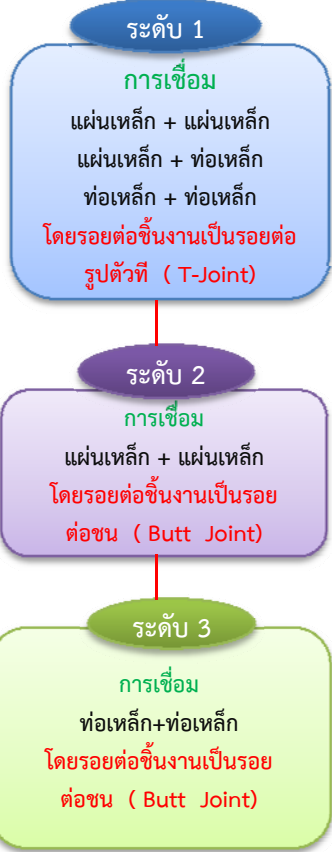 ระดับ 1
การเชื่อม
แผ่นเหล็ก + แผ่นเหล็ก
แผ่นเหล็ก + ท่อเหล็ก
ท่อเหล็ก + ท่อเหล็ก
โดยรอยต่อชิ้นงานเป็นรอยต่อ
รูปตัวที ( T-Joint)
ระดับ 2
การเชื่อม
แผ่นเหล็ก + แผ่นเหล็ก
โดยรอยต่อชิ้นงานเป็นรอย
ต่อชน ( Butt Joint)
ระดับ 3
การเชื่อม
ท่อเหล็ก+ท่อเหล็ก
โดยรอยต่อชิ้นงานเป็นรอย
ต่อชน ( Butt Joint)